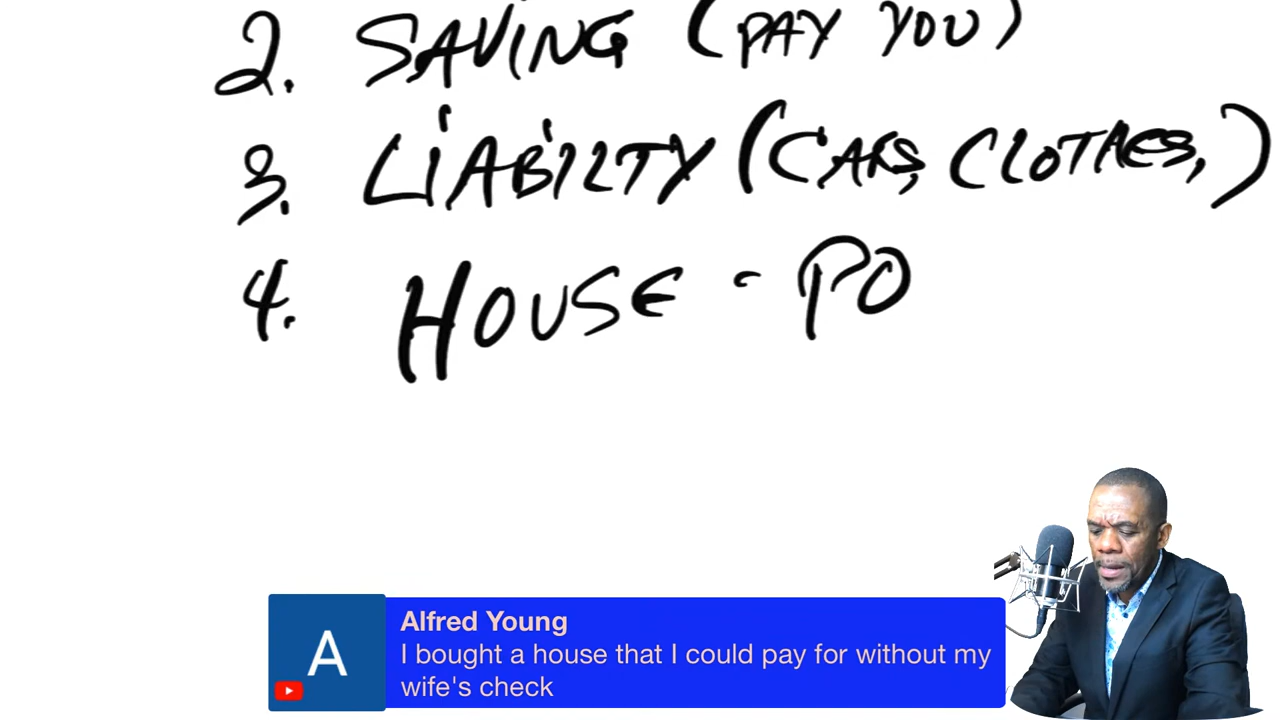 2. SAVING (PAY YOU)
3. LIABILTY (CARS, CLOTHES,)
4. HOUSE - PO
A
Alfred Young
I bought a house that I could pay for without my
wife's check